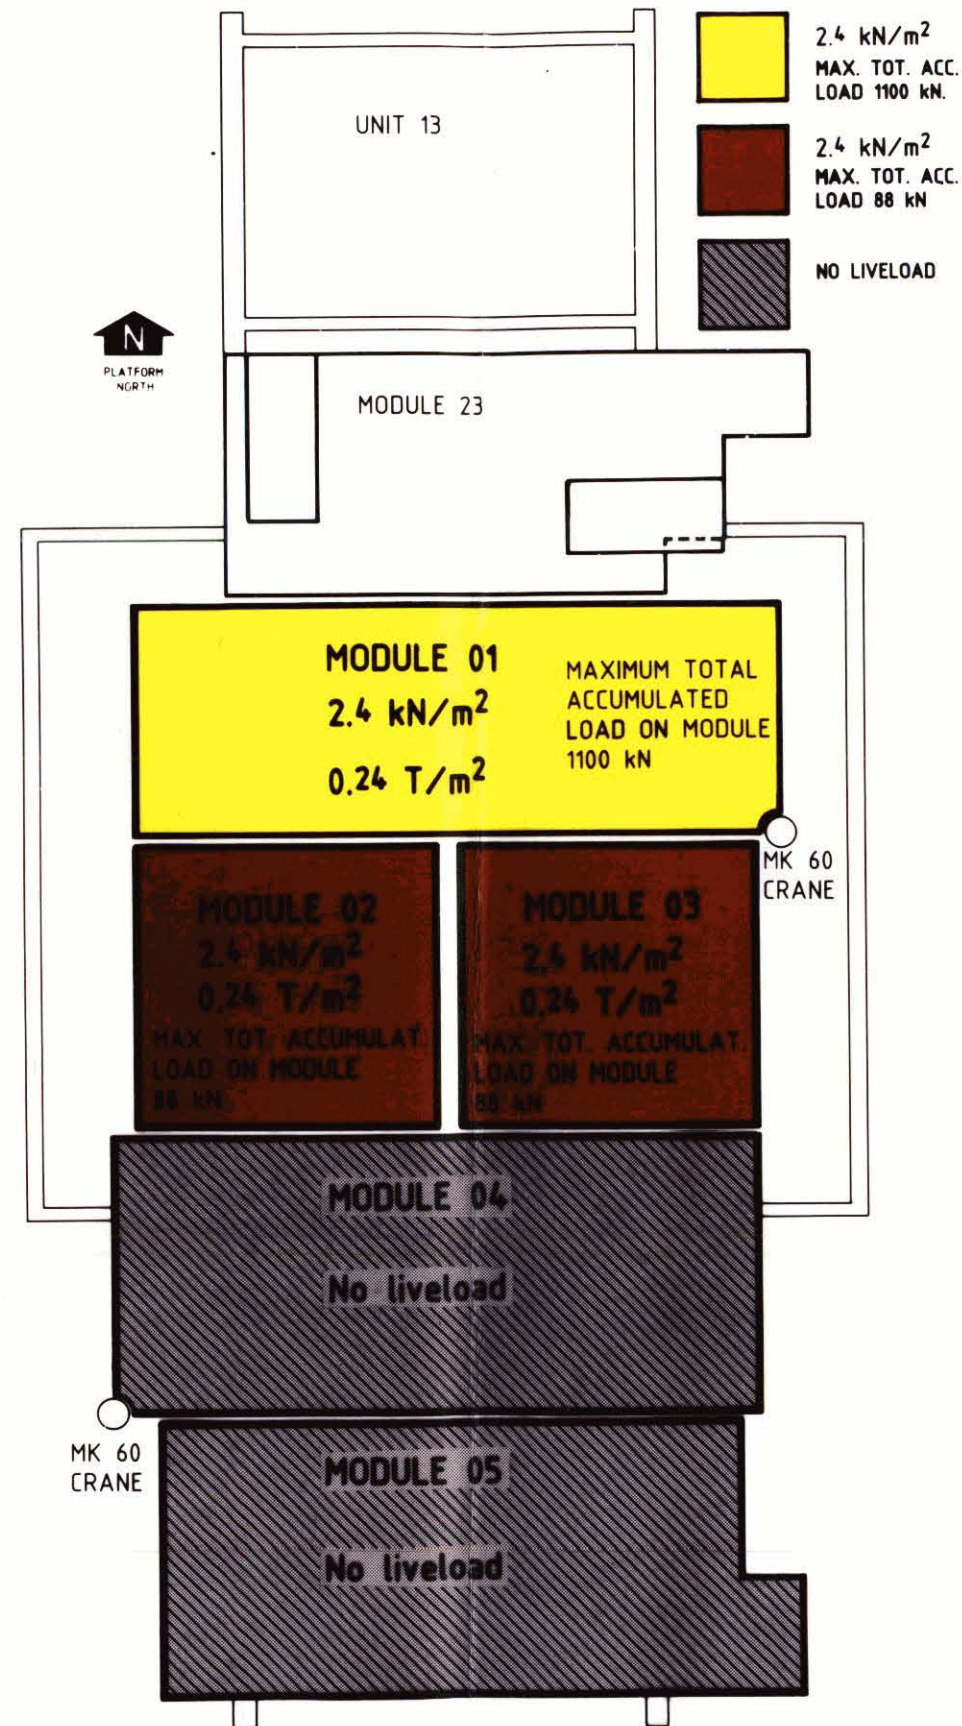 2.4 kN/m²
MAX. TOT. ACC.
LOAD 1100 kN.
2.4 kN/m²
MAX. TOT. ACC.
LOAD 88 kN
NO LIVELOAD
UNIT 13
N
PLATFORM
NORTH
MODULE 23
MODULE 01
2.4 kN/m²
0.24 T/m²
MAXIMUM TOTAL
ACCUMULATED
LOAD ON MODULE
1100 kN
MK 60
CRANE
MODULE 02
2.4 kN/m²
0.24 T/m²
MAX TOT. ACCUMULAT.
LOAD ON MODULE
88 kN
MODULE 03
2.4 kN/m²
0.24 T/m²
MAX TOT. ACCUMULAT.
LOAD ON MODULE
88 kN
MODULE 04
No liveload
MK 60
CRANE
MODULE 05
No liveload